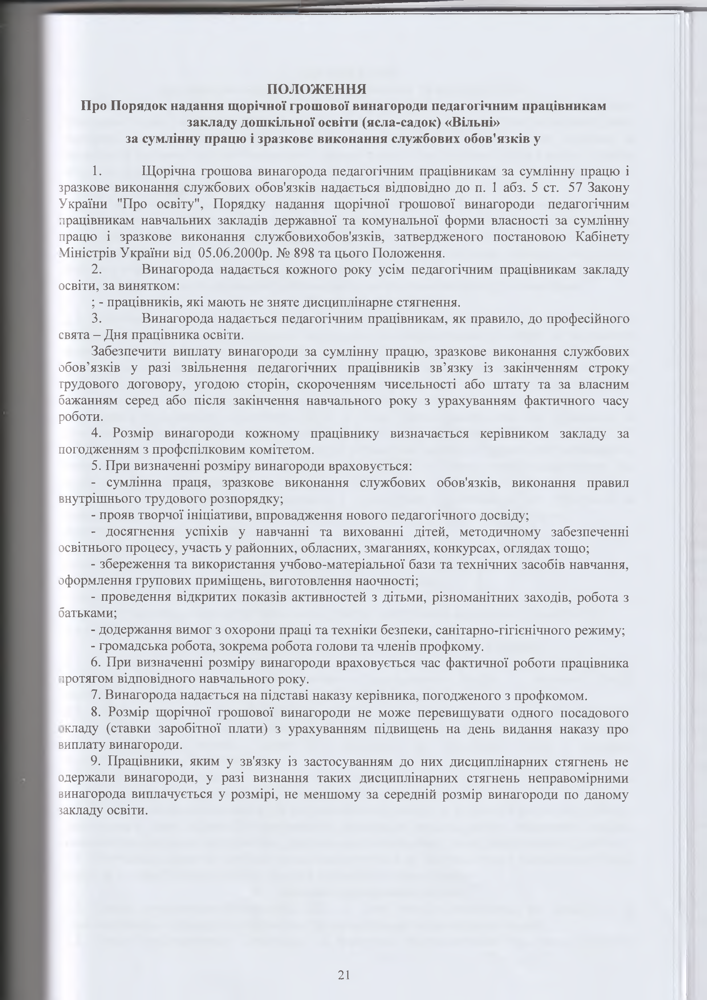 ПОЛОЖЕННЯ
Про Порядок надання щорічної грошової винагороди педагогічним працівникам
закладу дошкільної освіти (ясла-садок) «Вільні»
за сумлінну працю і зразкове виконання службових обов'язків у
1. Щорічна грошова винагорода педагогічним працівникам за сумлінну працю і
зразкове виконання службових обов'язків надається відповідно до п. 1 абз. 5 ст. 57 Закону
України "Про освіту", Порядку надання щорічної грошової винагороди педагогічним
працівникам навчальних закладів державної та комунальної форми власності за сумлінну
працю і зразкове виконання службовихобов'язків, затвердженого постановою Кабінету
Міністрів України від 05.06.2000р. № 898 та цього Положення.
2. Винагорода надається кожного року усім педагогічним працівникам закладу
освіти, за винятком:
; - працівників, які мають не зняте дисциплінарне стягнення.
3. Винагорода надається педагогічним працівникам, як правило, до професійного
свята – Дня працівника освіти.
Забезпечити виплату винагороди за сумлінну працю, зразкове виконання службових
обов’язків у разі звільнення педагогічних працівників зв’язку із закінченням строку
трудового договору, угодою сторін, скороченням чисельності або штату та за власним
бажанням серед або після закінчення навчального року з урахуванням фактичного часу
роботи.
4. Розмір винагороди кожному працівнику визначається керівником закладу за
погодженням з профспілковим комітетом.
5. При визначенні розміру винагороди враховується:
- сумлінна праця, зразкове виконання службових обов'язків, виконання правил
внутрішнього трудового розпорядку;
- прояв творчої ініціативи, впровадження нового педагогічного досвіду;
- досягнення успіхів у навчанні та вихованні дітей, методичному забезпеченні
освітнього процесу, участь у районних, обласних, змаганнях, конкурсах, оглядах тощо;
- збереження та використання учбово-матеріальної бази та технічних засобів навчання,
оформлення групових приміщень, виготовлення наочності;
- проведення відкритих показів активностей з дітьми, різноманітних заходів, робота з
батьками;
- додержання вимог з охорони праці та техніки безпеки, санітарно-гігієнічного режиму;
- громадська робота, зокрема робота голови та членів профкому.
6. При визначенні розміру винагороди враховується час фактичної роботи працівника
протягом відповідного навчального року.
7. Винагорода надається на підставі наказу керівника, погодженого з профкомом.
8. Розмір щорічної грошової винагороди не може перевищувати одного посадового
окладу (ставки заробітної плати) з урахуванням підвищень на день видання наказу про
виплату винагороди.
9. Працівники, яким у зв'язку із застосуванням до них дисциплінарних стягнень не
одержали винагороди, у разі визнання таких дисциплінарних стягнень неправомірними
винагорода виплачується у розмірі, не меншому за середній розмір винагороди по даному
закладу освіти.
21